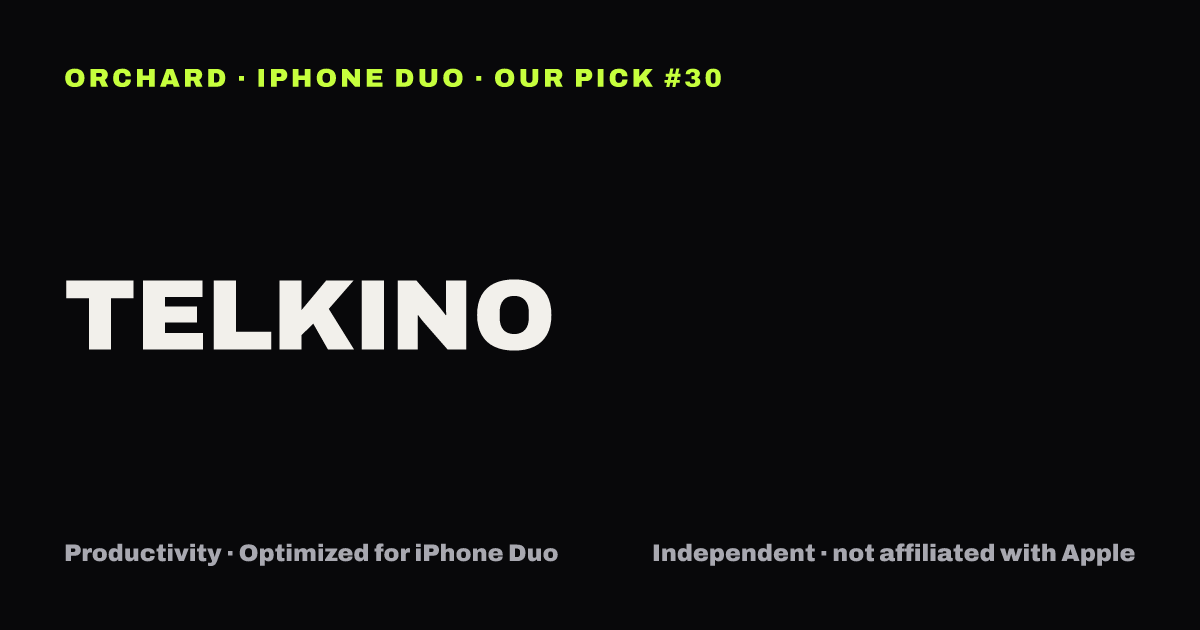 ORCHARD · IPHONE DUO · OUR PICK #30
TELKINO
Productivity · Optimized for iPhone Duo
Independent · not affiliated with Apple